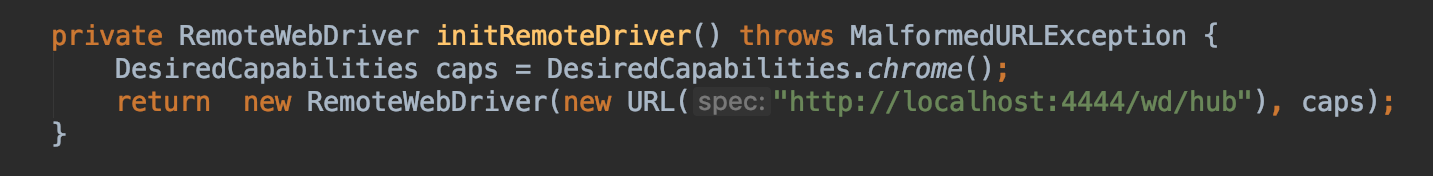 private RemoteWebDriver initRemoteDriver() throws MalformedURLException {
    DesiredCapabilities caps = DesiredCapabilities.chrome();
    return  new RemoteWebDriver(new URL( spec: "http://localhost:4444/wd/hub"), caps);
}